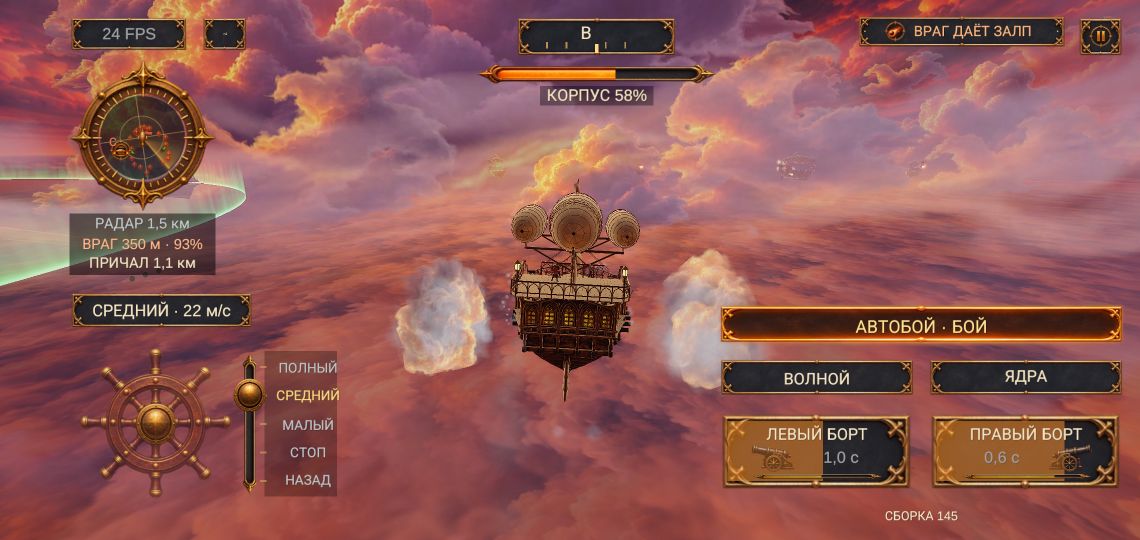 24 FPS
В
ВРАГ ДАЁТ ЗАЛП
КОРПУС 58%
РАДАР 1,5 км
ВРАГ 350 м · 93%
ПРИЧАЛ 1,1 км
СРЕДНИЙ · 22 м/с
ПОЛНЫЙ
СРЕДНИЙ
МАЛЫЙ
СТОП
НАЗАД
АВТОБОЙ · БОЙ
ВОЛНОЙ
ЯДРА
ЛЕВЫЙ БОРТ
1,0 с
ПРАВЫЙ БОРТ
0,6 с
СБОРКА 145